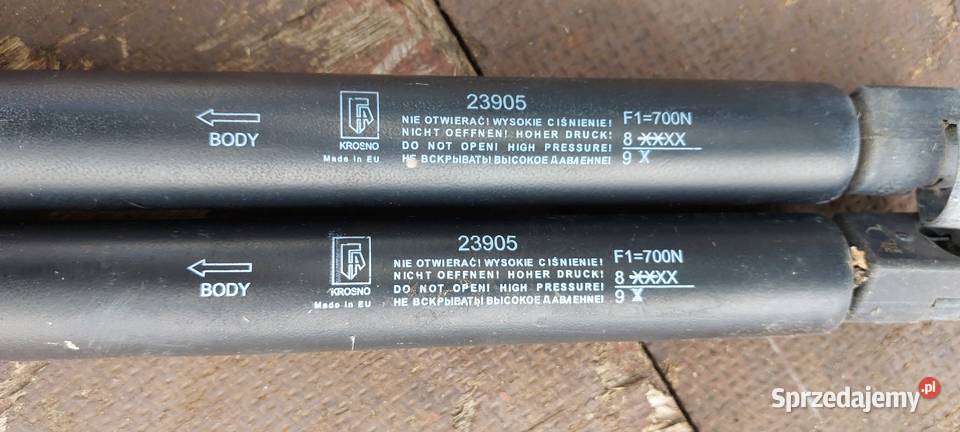 23905
BODY
KROSNO
Made in EU
NIE OTWIERAĆ! WYSOKIE CIŚNIENIE!
NICHT OEFFNEN! HOHER DRUCK!
DO NOT OPEN! HIGH PRESSURE!
НЕ ВСКРЫВАТЫ ВЫСОКОЕ ДАВЛЕНИЕ!
F1=700N
8 XXXX
9 X
23905
BODY
KROSNO
Made in EU
NIE OTWIERAĆ! WYSOKIE CIŚNIENIE!
NICHT OEFFNEN! HOHER DRUCK!
DO NOT OPEN! HIGH PRESSURE!
НЕ ВСКРЫВАТЫ ВЫСОКОЕ ДАВЛЕНИЕ!
F1=700N
8 XXXX
9 X
Sprzedajemy.pl